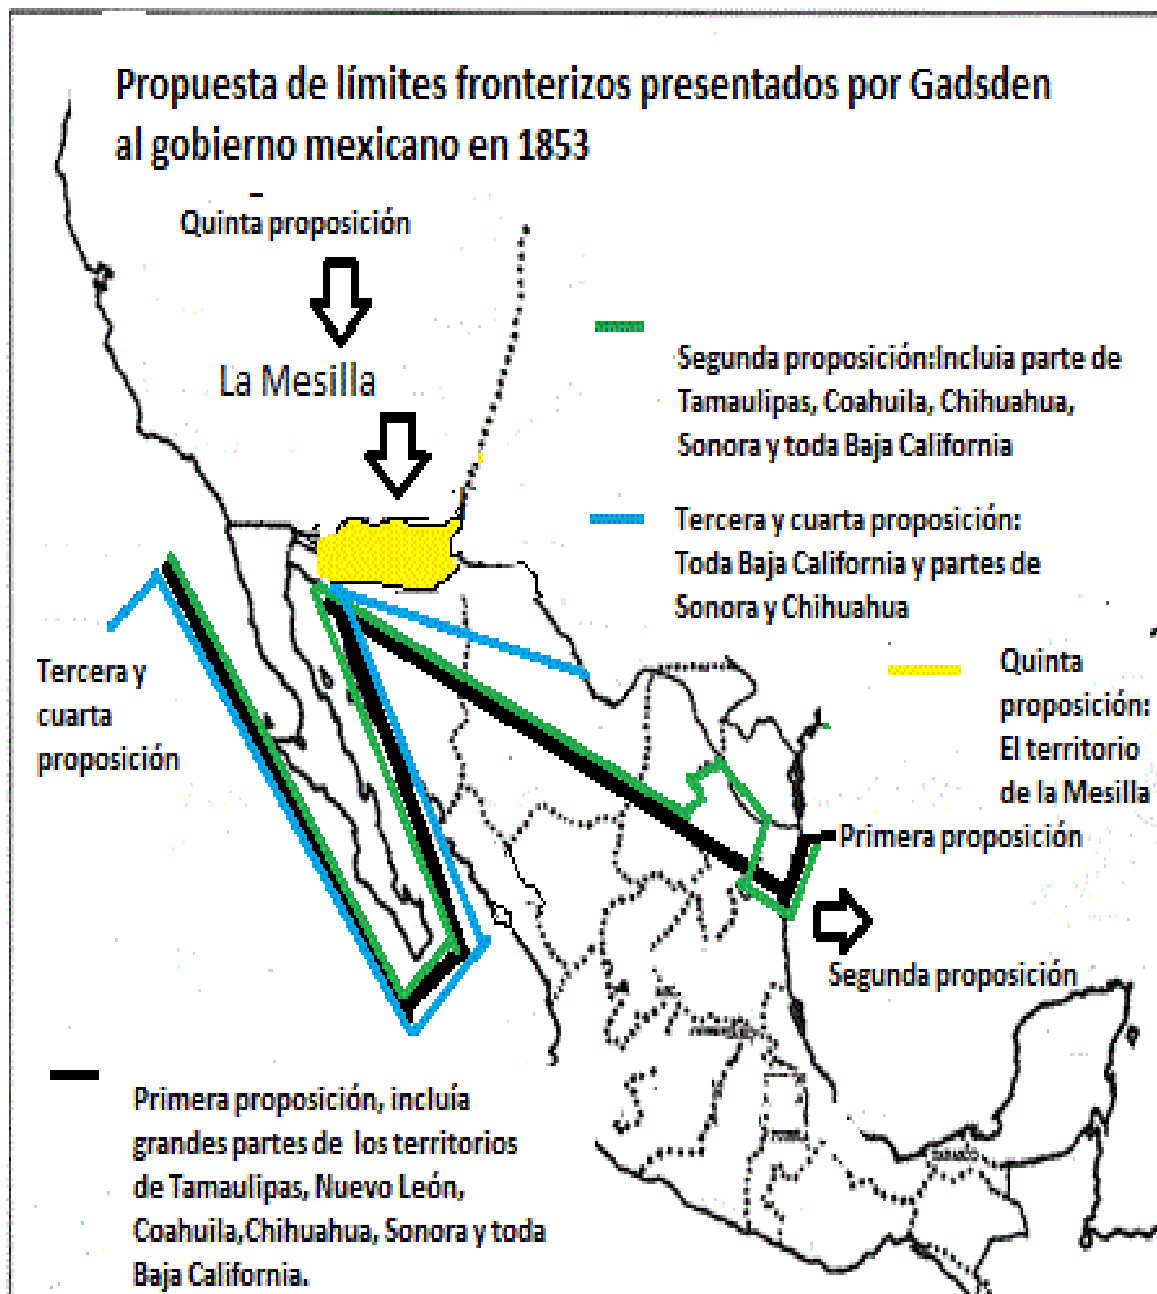 Propuesta de límites fronterizos presentados por Gadsden
al gobierno mexicano en 1853
Quinta proposición
La Mesilla
Segunda proposición:Incluia parte de
Tamaulipas, Coahuila, Chihuahua,
Sonora y toda Baja California
Tercera y cuarta proposición:
Toda Baja California y partes de
Sonora y Chihuahua
Tercera y
cuarta
proposición
Quinta
proposición:
El territorio
de la Mesilla
Primera proposición
Segunda proposición
Primera proposición, incluía
grandes partes de los territorios
de Tamaulipas, Nuevo León,
Coahuila,Chihuahua, Sonora y toda
Baja California.